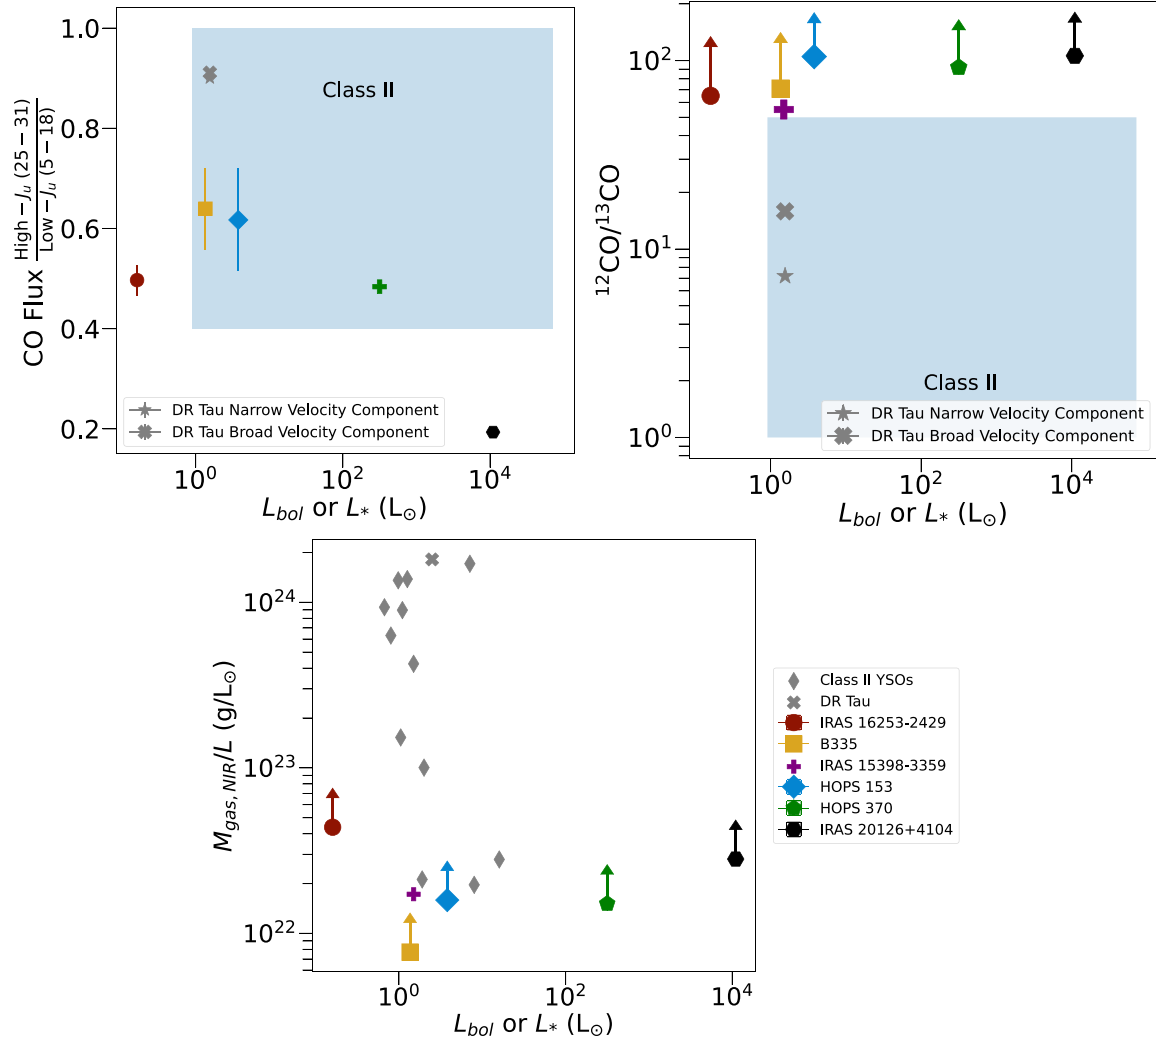 CO Flux High − J_u (25 − 31) / Low − J_u (5 − 18)
1.0
0.8
0.6
0.4
0.2
Class II
DR Tau Narrow Velocity Component
DR Tau Broad Velocity Component
10^0
10^2
10^4
L_bol or L_* (L_⊙)
^12CO/^13CO
10^2
10^1
10^0
Class II
DR Tau Narrow Velocity Component
DR Tau Broad Velocity Component
10^0
10^2
10^4
L_bol or L_* (L_⊙)
M_gas, NIR/L (g/L_⊙)
10^24
10^23
10^22
10^0
10^2
10^4
L_bol or L_* (L_⊙)
Class II YSOs
DR Tau
IRAS 16253-2429
B335
IRAS 15398-3359
HOPS 153
HOPS 370
IRAS 20126+4104